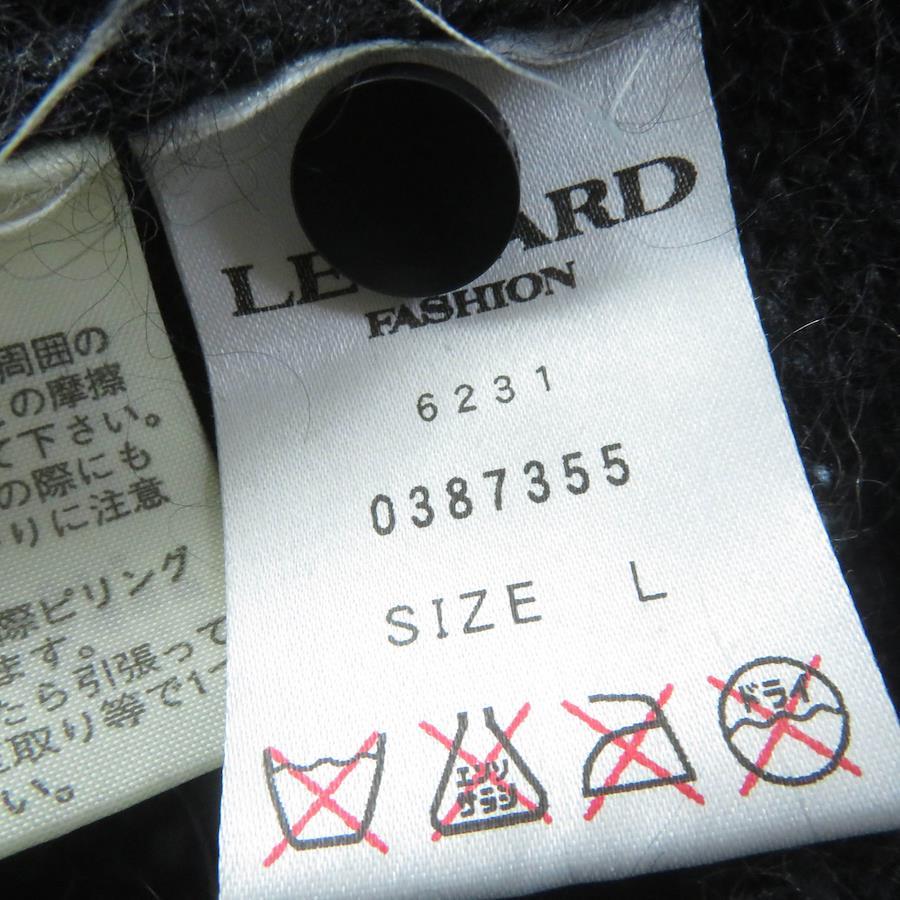 周囲の
の摩擦
て下さい。
の際にも
りに注意
際ピリング
ます。
たら引張って
取り等で1
い。
FASHION
6231
0387355
SIZE L
エンソ
サラシ
ドライ